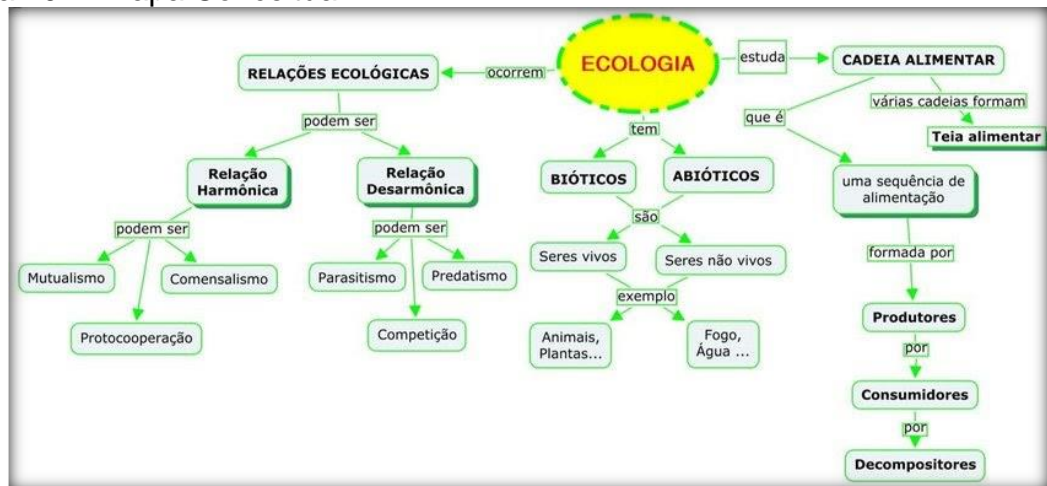 ECOLOGIA
ocorrem
RELAÇÕES ECOLÓGICAS
podem ser
Relação
Harmônica
podem ser
Mutualismo
Protocooperação
Comensalismo
Relação
Desarmônica
podem ser
Parasitismo
Competição
Predatismo
tem
BIÓTICOS
ABIÓTICOS
são
Seres vivos
Seres não vivos
exemplo
Animais,
Plantas...
Fogo,
Água ...
estuda
CADEIA ALIMENTAR
várias cadeias formam
Teia alimentar
que é
uma sequência de
alimentação
formada por
Produtores
por
Consumidores
por
Decompositores